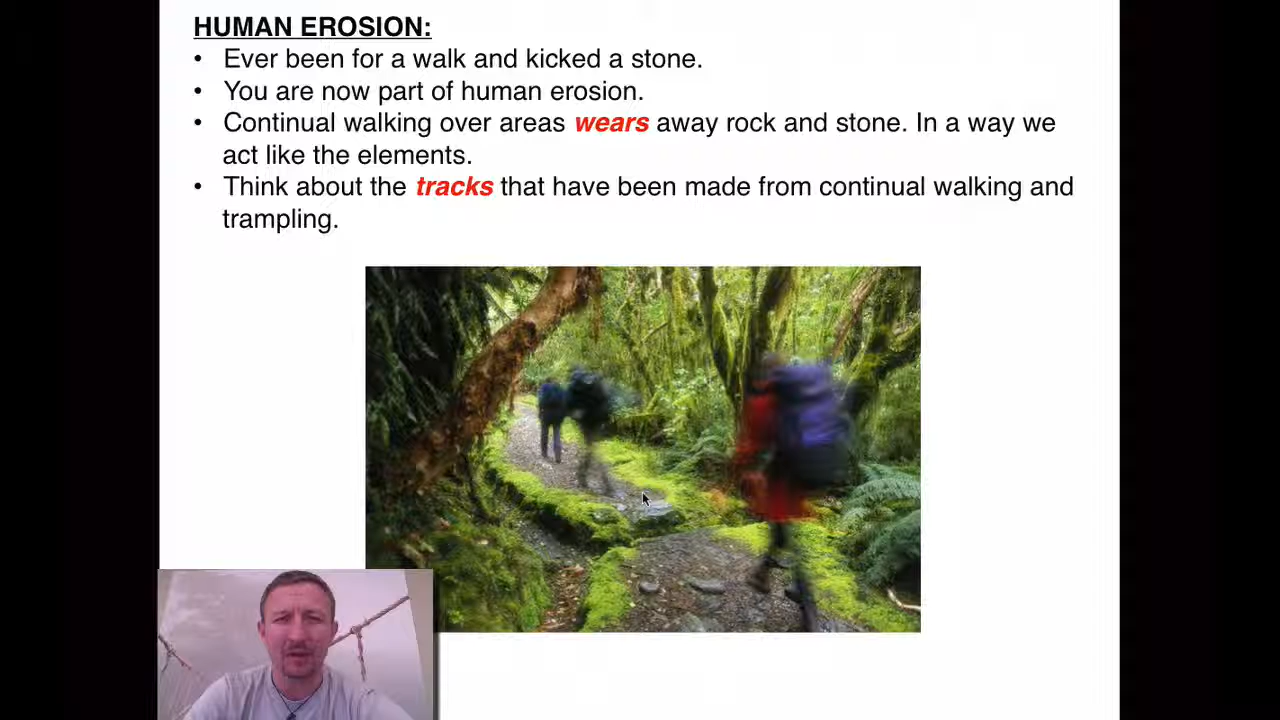 HUMAN EROSION:
• Ever been for a walk and kicked a stone.
• You are now part of human erosion.
• Continual walking over areas wears away rock and stone. In a way we
act like the elements.
• Think about the tracks that have been made from continual walking and
trampling.